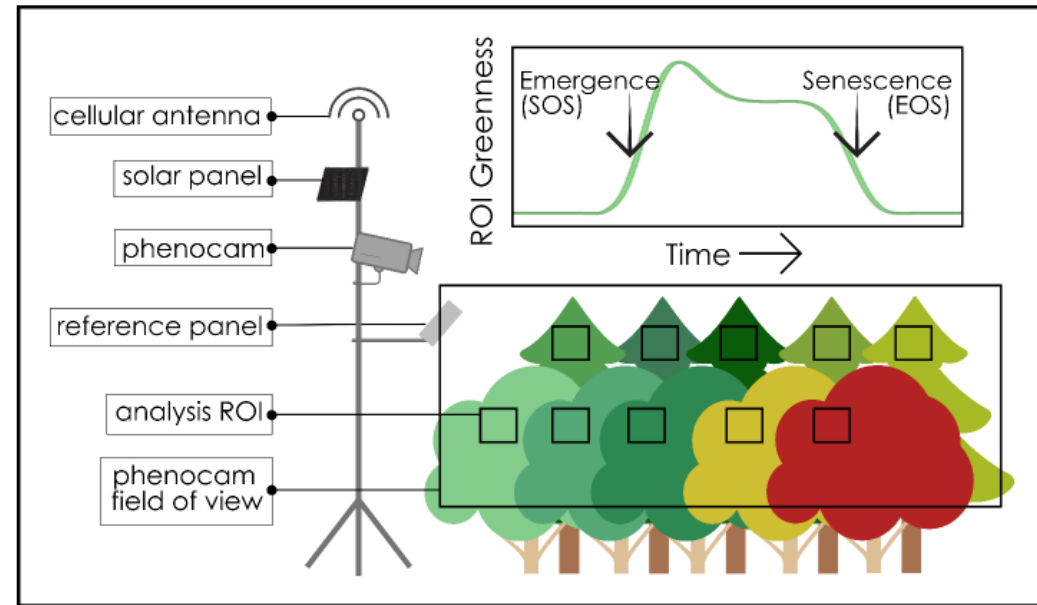 cellular antenna
solar panel
phenocam
reference panel
analysis ROI
phenocam
field of view
ROI Greenness
Emergence
(SOS)
Senescence
(EOS)
Time